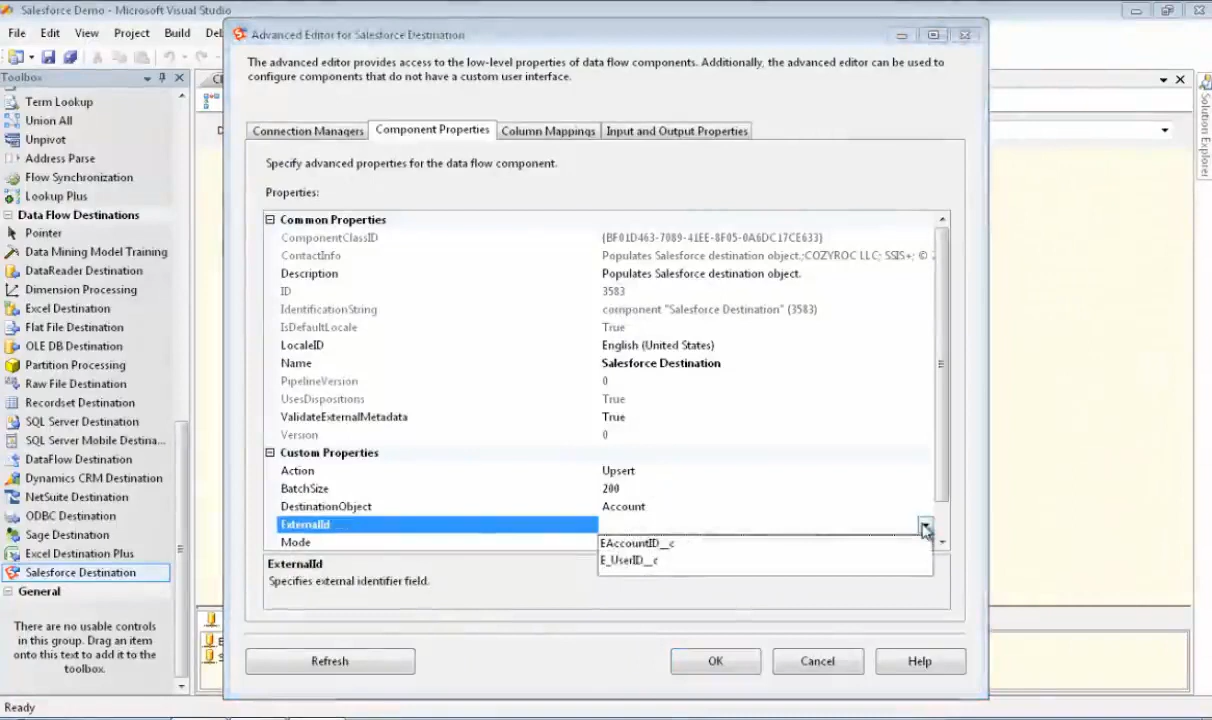 Salesforce Demo - Microsoft Visual Studio
File Edit View Project Build
Toolbox
Term Lookup
Union All
Unpivot
Address Parse
Flow Synchronization
Lookup Plus
Data Flow Destinations
Pointer
Data Mining Model Training
DataReader Destination
Dimension Processing
Excel Destination
Flat File Destination
OLE DB Destination
Partition Processing
Raw File Destination
Recordset Destination
SQL Server Destination
SQL Server Mobile Destina...
DataFlow Destination
Dynamics CRM Destination
NetSuite Destination
ODBC Destination
Sage Destination
Excel Destination Plus
Salesforce Destination
General
There are no usable controls
in this group. Drag an item
onto this text to add it to the
toolbox.
Ready
Advanced Editor for Salesforce Destination
The advanced editor provides access to the low-level properties of data flow components. Additionally, the advanced editor can be used to
configure components that do not have a custom user interface.
Connection Managers Component Properties Column Mappings Input and Output Properties
Specify advanced properties for the data flow component.
Properties:
Common Properties
ComponentClassID {BF01D463-7089-41EE-8F05-0A6DC17CE633}
ContactInfo Populates Salesforce destination object.;COZYROC LLC; SSIS+; ©
Description Populates Salesforce destination object.
ID 3583
IdentificationString component "Salesforce Destination" (3583)
IsDefaultLocale True
LocaleID English (United States)
Name Salesforce Destination
PipelineVersion 0
UsesDispositions True
ValidateExternalMetadata True
Version 0
Custom Properties
Action Upsert
BatchSize 200
DestinationObject Account
ExternalId
Mode
EAccountID__c
E_UserID__c
ExternalId
Specifies external identifier field.
Refresh OK Cancel Help
Solution Explorer